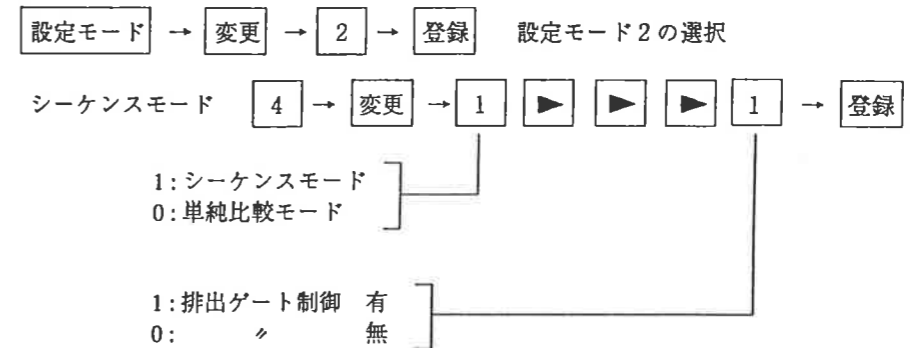 設定モード → 変更 → 2 → 登録 設定モード2の選択
シーケンスモード 4 → 変更 → 1 ► ► ► 1 → 登録
1:シーケンスモード
0:単純比較モード
1:排出ゲート制御 有
0: 〃 無